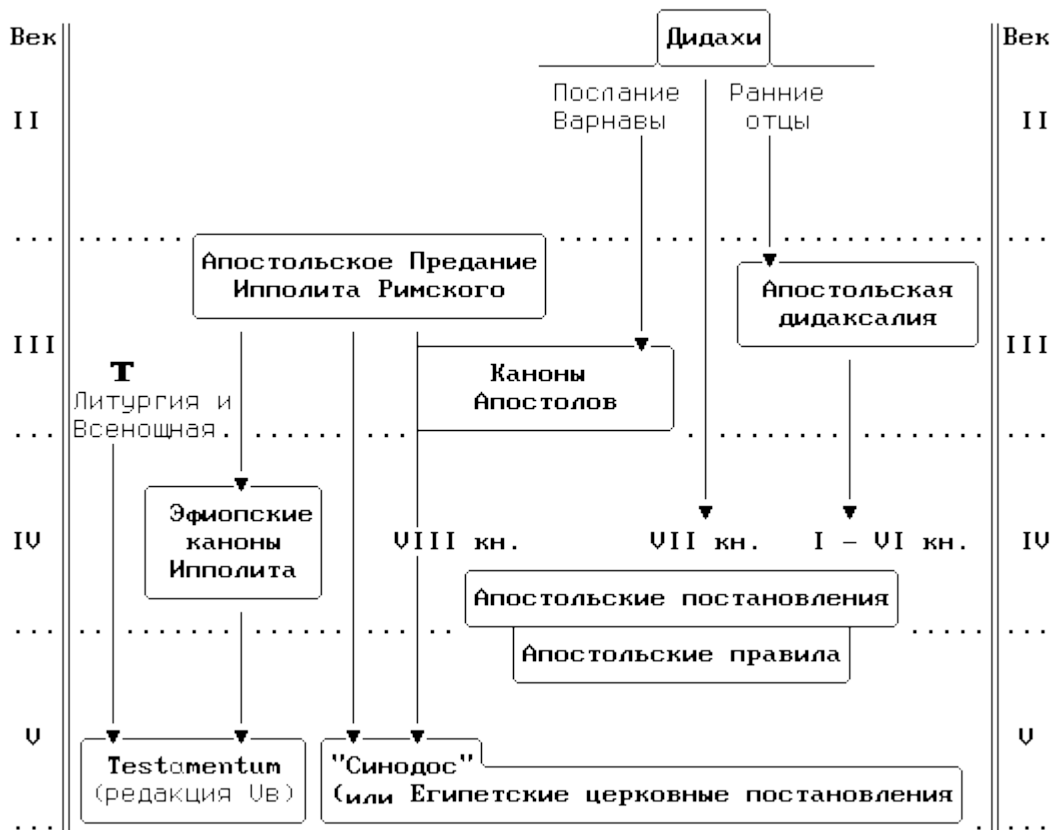 Век Дидахи Век
Послание Ранние
Варнавы отцы
II II
Апостольское Предание
Ипполита Римского
Апостольская
дидаксалия
III III
Каноны
Апостолов
Т
Литургия и
Всенощная
Эфиопские
каноны
Ипполита
IV VIII кн. VII кн. I – VI кн. IV
Апостольские постановления
Апостольские правила
V V
Testamentum
(редакция Vв)
"Синодос"
(или Египетские церковные постановления